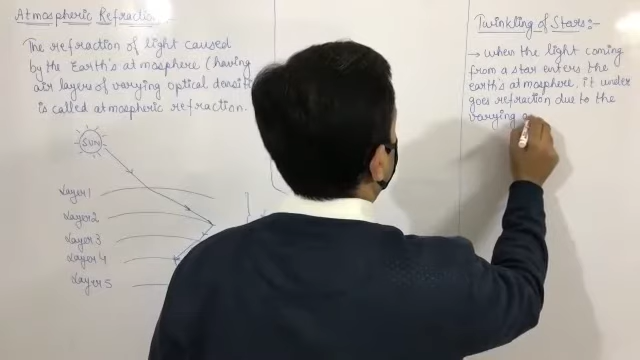 Atmospheric Refraction
The refraction of light caused
by the Earth's atmosphere (having
air layers of varying optical densit
is called atmospheric refraction.
SUN
Layer 1
Layer 2
Layer 3
Layer 4
Layer 5
Twinkling of Stars:-
→ When the light coming
from a star enters the
earth's atmosphere, it under
goes refraction due to the
varying